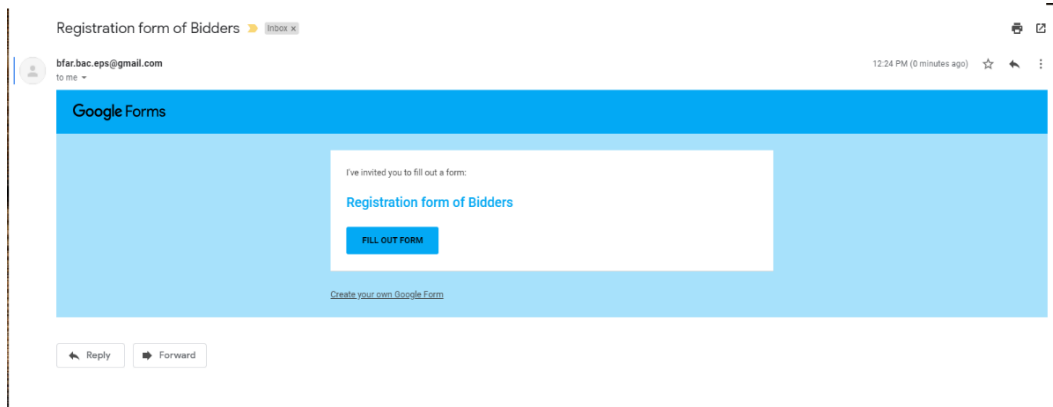 Registration form of Bidders Inbox x
bfar.bac.eps@gmail.com 12:24 PM (0 minutes ago)
to me
Google Forms
I've invited you to fill out a form:
Registration form of Bidders
FILL OUT FORM
Create your own Google Form
Reply Forward